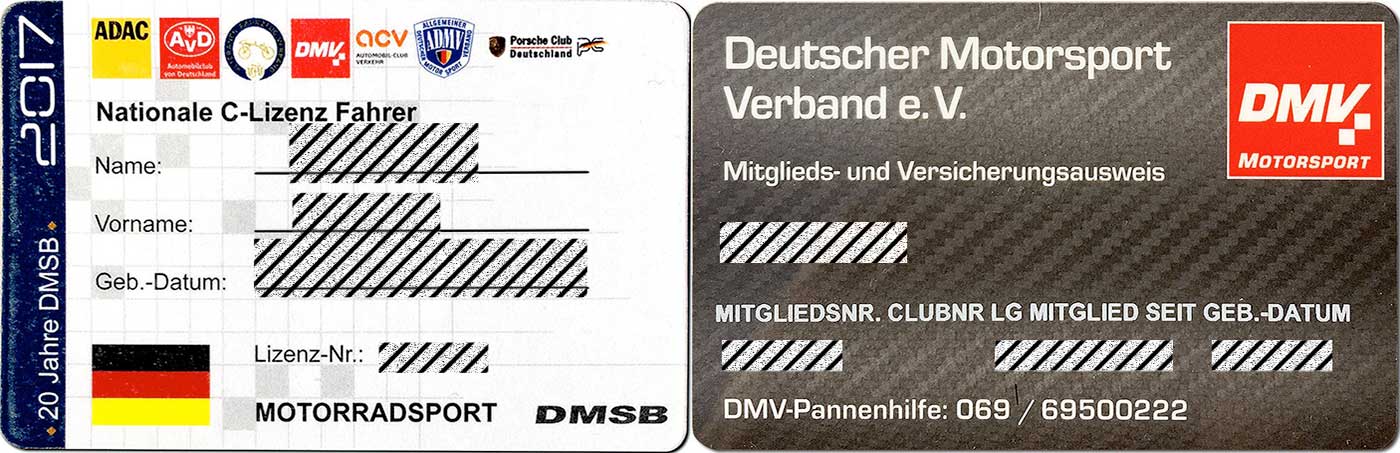 2017
20 Jahre DMSB
ADAC
AvD
Automobilclub
von Deutschland
DMV
acv
AUTOMOBIL-CLUB
VERKEHR
ALLGEMEINER
ADMV
DEUTSCHER MOTORSPORT VERBAND
Porsche Club
Deutschland
Nationale C-Lizenz Fahrer
Name:
Vorname:
Geb.-Datum:
Lizenz-Nr.:
MOTORRADSPORT
DMSB
Deutscher Motorsport
Verband e.V.
DMV
MOTORSPORT
Mitglieds- und Versicherungsausweis
MITGLIEDSNR. CLUBNR LG MITGLIED SEIT GEB.-DATUM
DMV-Pannenhilfe: 069 / 69500222